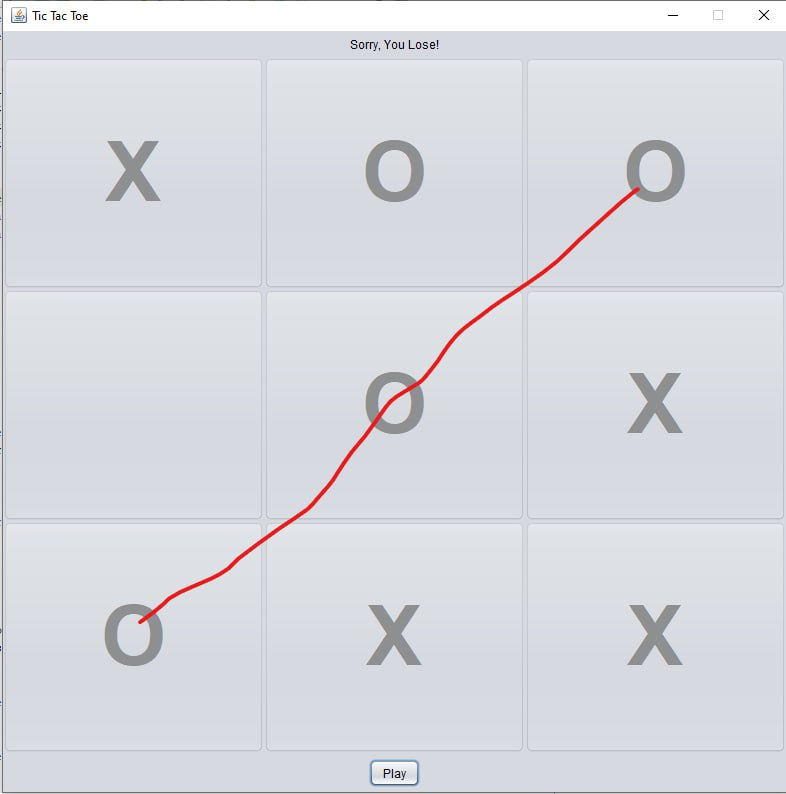 Tic Tac Toe
Sorry, You Lose!
X O O
O X
O X X
Play